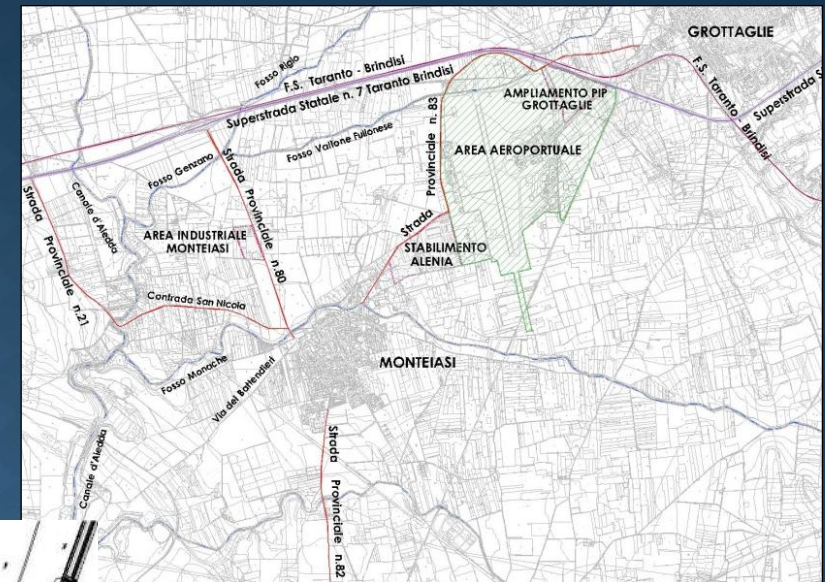 GROTTAGLIE
Fosso Rigio
F.S. Taranto - Brindisi
Superstrada Statale n. 7 Taranto Brindisi
F.S. Taranto - Brindisi
Superstrada S
AMPLIAMENTO PIP
GROTTAGLIE
Provinciale n. 83
AREA AEROPORTUALE
Fosso Vallone Fullonese
Fosso Genzano
Strada Provinciale n.80
Canale d'Aiedda
Strada Provinciale n.21
AREA INDUSTRIALE
MONTEIASI
Strada
STABILIMENTO
ALENIA
Contrada San Nicola
Fosso Monache
Via dei Battendieri
MONTEIASI
Canale d'Aiedda
Strada Provinciale n.82